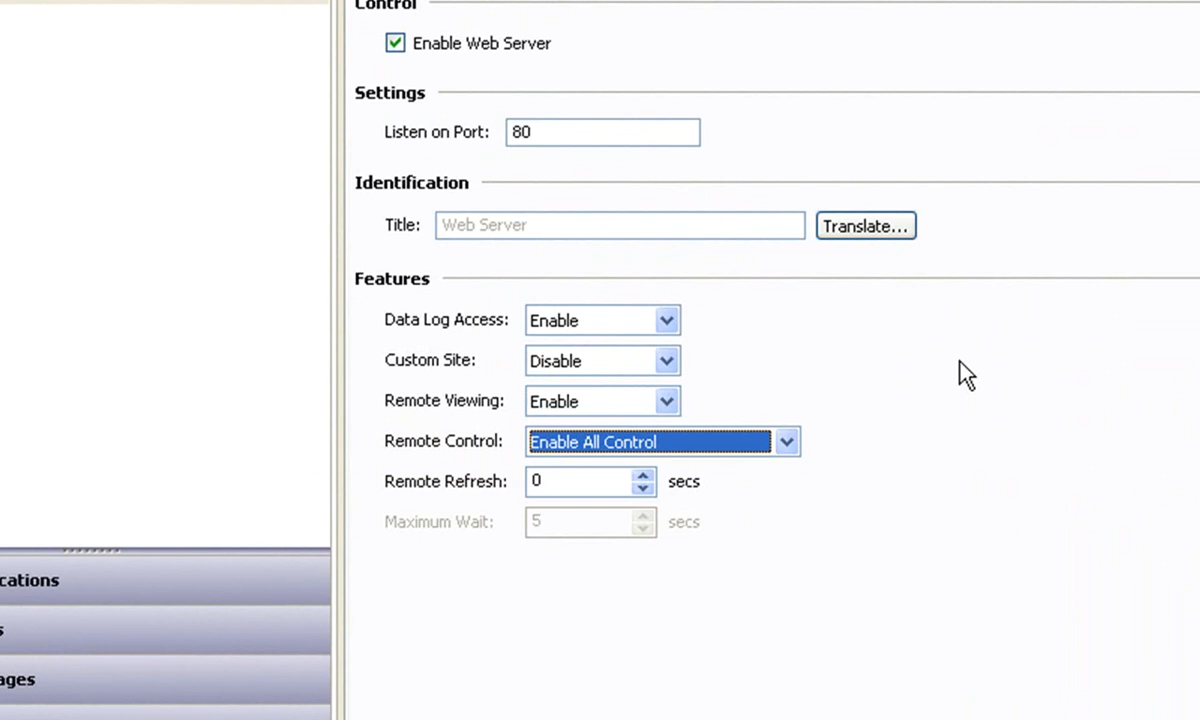 Control
Enable Web Server
Settings
Listen on Port: 80
Identification
Title: Web Server Translate...
Features
Data Log Access: Enable
Custom Site: Disable
Remote Viewing: Enable
Remote Control: Enable All Control
Remote Refresh: 0 secs
Maximum Wait: 5 secs
cations
s
ages